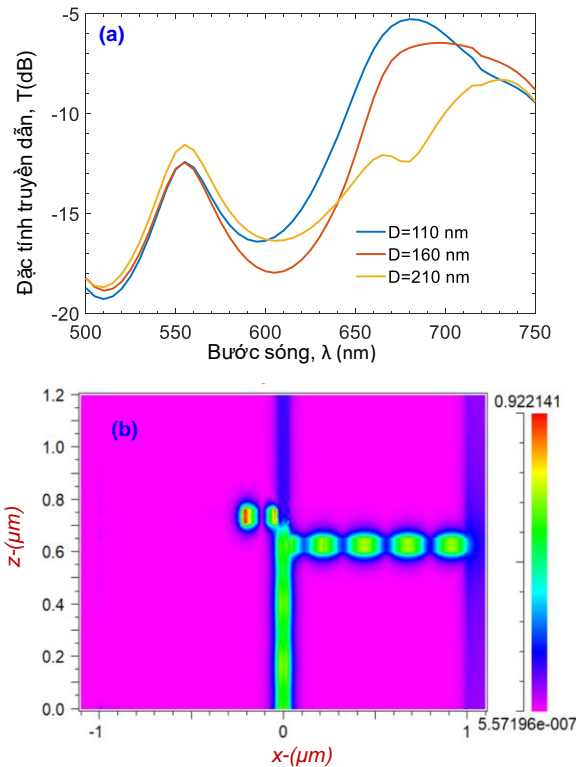 (a)
-5
-10
-15
-20
Đặc tính truyền dẫn, T(dB)
D=110 nm
D=160 nm
D=210 nm
500 550 600 650 700 750
Bước sóng, λ (nm)
(b)
1.2
1.0
0.8
0.6
0.4
0.2
0.0
z-(μm)
-1 0 1
x-(μm)
0.922141
5.57196e-007